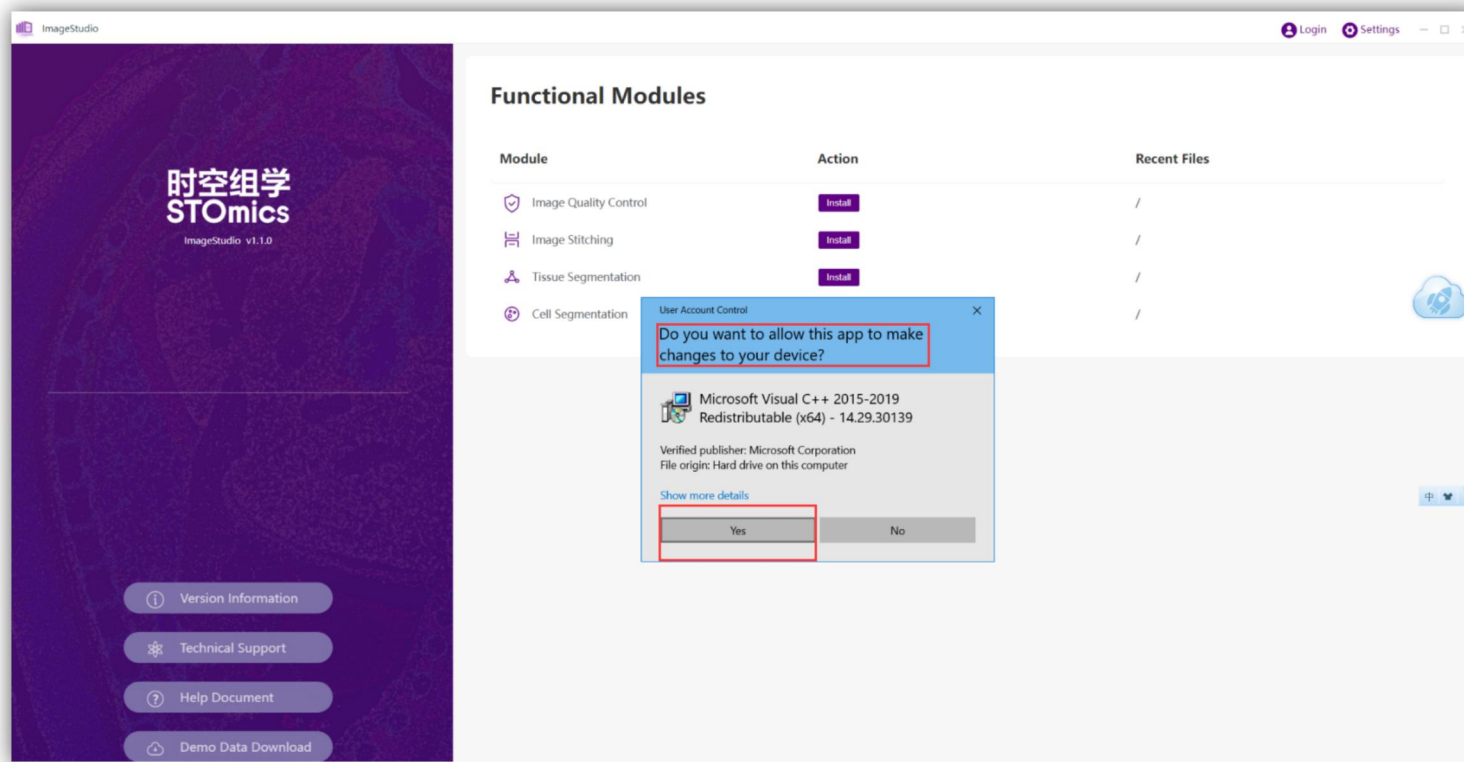 ImageStudio
Login Settings
时空组学
STOmics
ImageStudio v1.1.0
Version Information
Technical Support
Help Document
Demo Data Download
Functional Modules
Module Action Recent Files
Image Quality Control Install /
Image Stitching Install /
Tissue Segmentation Install /
Cell Segmentation /
User Account Control
Do you want to allow this app to make
changes to your device?
Microsoft Visual C++ 2015-2019
Redistributable (x64) - 14.29.30139
Verified publisher: Microsoft Corporation
File origin: Hard drive on this computer
Show more details
Yes No
中